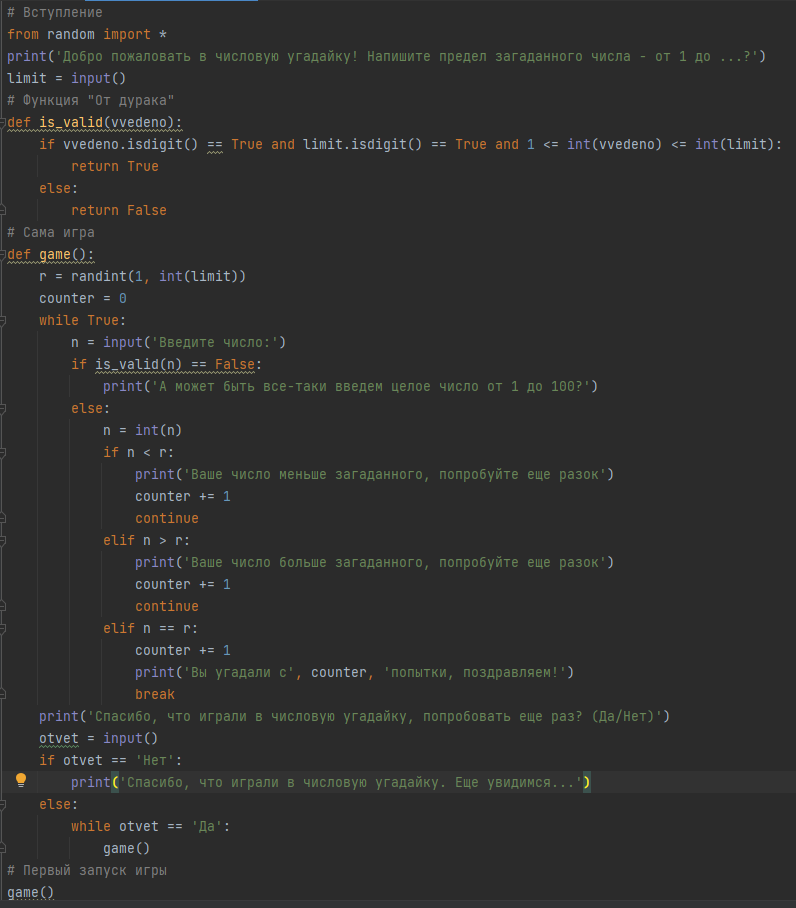 # Вступление
from random import *
print('Добро пожаловать в числовую угадайку! Напишите предел загаданного числа - от 1 до ...?')
limit = input()
# Функция "От дурака"
def is_valid(vvedeno):
    if vvedeno.isdigit() == True and limit.isdigit() == True and 1 <= int(vvedeno) <= int(limit):
        return True
    else:
        return False
# Сама игра
def game():
    r = randint(1, int(limit))
    counter = 0
    while True:
        n = input('Введите число:')
        if is_valid(n) == False:
            print('А может быть все-таки введем целое число от 1 до 100?')
        else:
            n = int(n)
            if n < r:
                print('Ваше число меньше загаданного, попробуйте еще разок')
                counter += 1
                continue
            elif n > r:
                print('Ваше число больше загаданного, попробуйте еще разок')
                counter += 1
                continue
            elif n == r:
                counter += 1
                print('Вы угадали с', counter, 'попытки, поздравляем!')
                break
    print('Спасибо, что играли в числовую угадайку, попробовать еще раз? (Да/Нет)')
    otvet = input()
    if otvet == 'Нет':
        print('Спасибо, что играли в числовую угадайку. Еще увидимся...')
    else:
        while otvet == 'Да':
            game()
# Первый запуск игры
game()